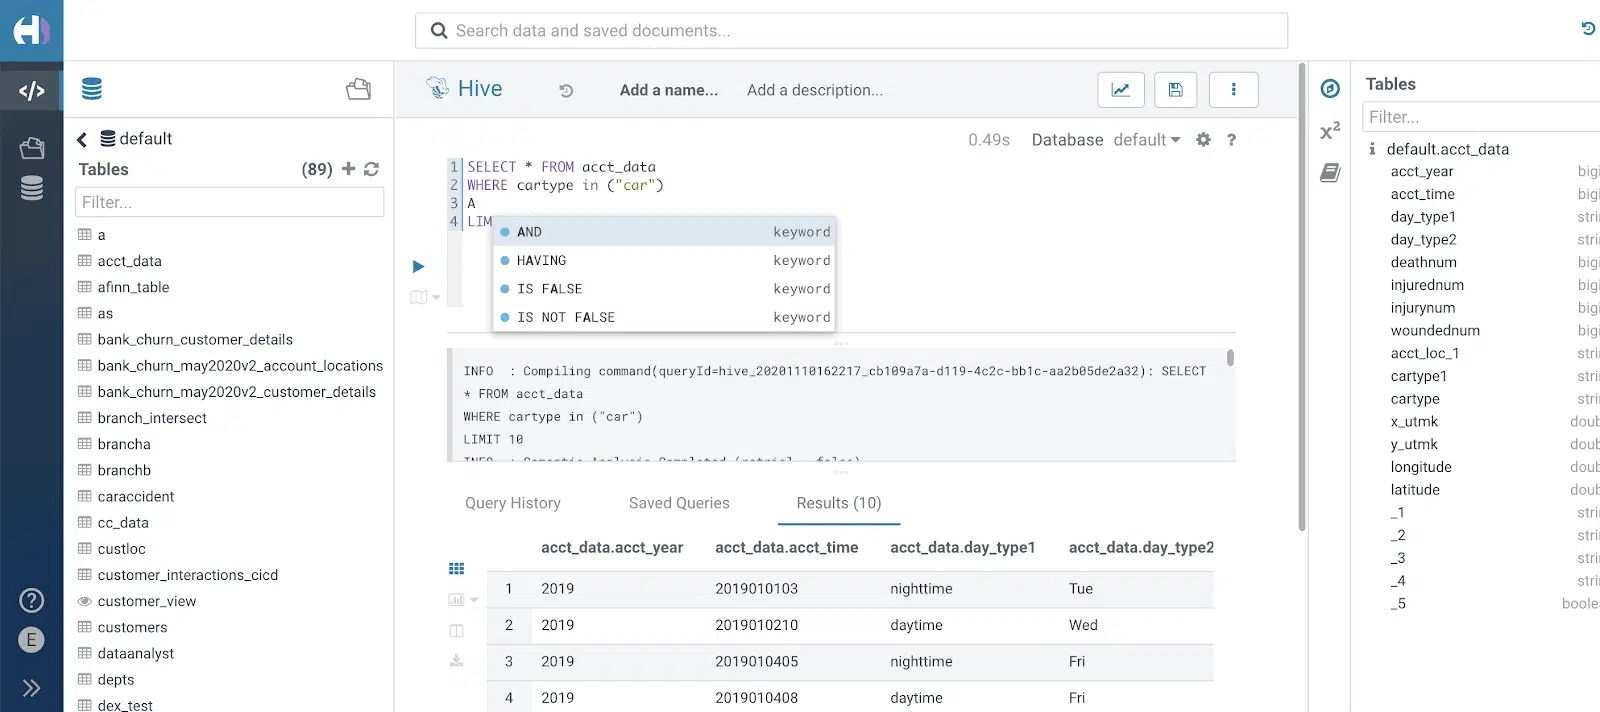 Search data and saved documents...
</>
default
Tables (89)
Filter...
a
acct_data
afinn_table
as
bank_churn_customer_details
bank_churn_may2020v2_account_locations
bank_churn_may2020v2_customer_details
branch_intersect
brancha
branchb
caraccident
cc_data
custloc
customer_interactions_cicd
customer_view
customers
dataanalyst
depts
dex_test
?
E
Hive Add a name... Add a description...
0.49s Database default ?
1 SELECT * FROM acct_data
2 WHERE cartype in ("car")
3 A
4 LIM
AND keyword
HAVING keyword
IS FALSE keyword
IS NOT FALSE keyword
INFO : Compiling command(queryId=hive_20201110162217_cb109a7a-d119-4c2c-bb1c-aa2b05de2a32): SELECT
* FROM acct_data
WHERE cartype in ("car")
LIMIT 10
Query History Saved Queries Results (10)
acct_data.acct_year acct_data.acct_time acct_data.day_type1 acct_data.day_type2
1 2019 2019010103 nighttime Tue
2 2019 2019010210 daytime Wed
3 2019 2019010405 nighttime Fri
4 2019 2019010408 daytime Fri
x²
Tables
Filter...
default.acct_data
acct_year bigi
acct_time bigi
day_type1 stri
day_type2 stri
deathnum bigi
injurednum bigi
injurynum bigi
woundednum bigi
acct_loc_1 stri
cartype1 stri
cartype stri
x_utmk doub
y_utmk doub
longitude doub
latitude doub
_1 stri
_2 stri
_3 stri
_4 stri
_5 boole